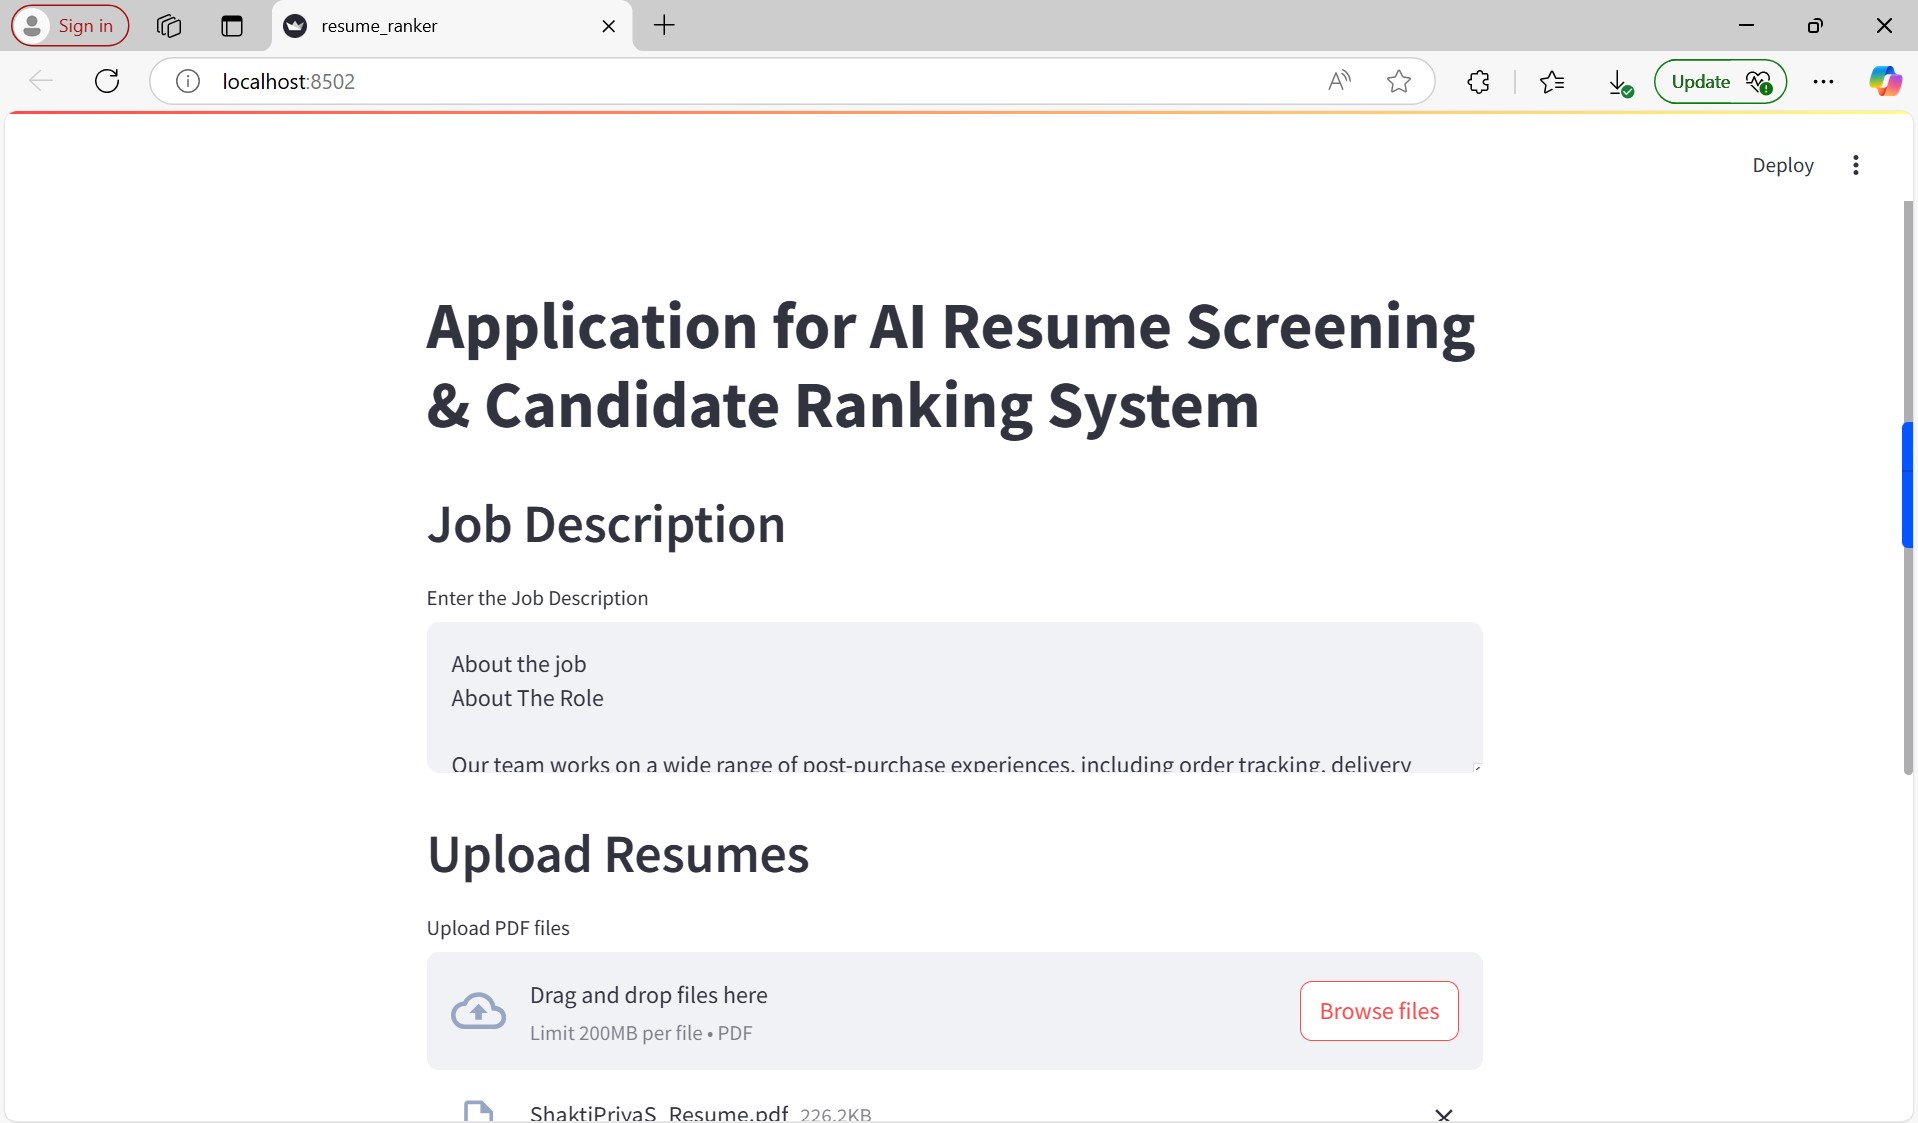 Sign in
resume_ranker
localhost:8502
Update
Deploy
Application for AI Resume Screening
& Candidate Ranking System
Job Description
Enter the Job Description
About the job
About The Role
Our team works on a wide range of post-purchase experiences, including order tracking, delivery
Upload Resumes
Upload PDF files
Drag and drop files here
Limit 200MB per file • PDF
Browse files
ShaktiPriyaS_Resume.pdf 226.2KB